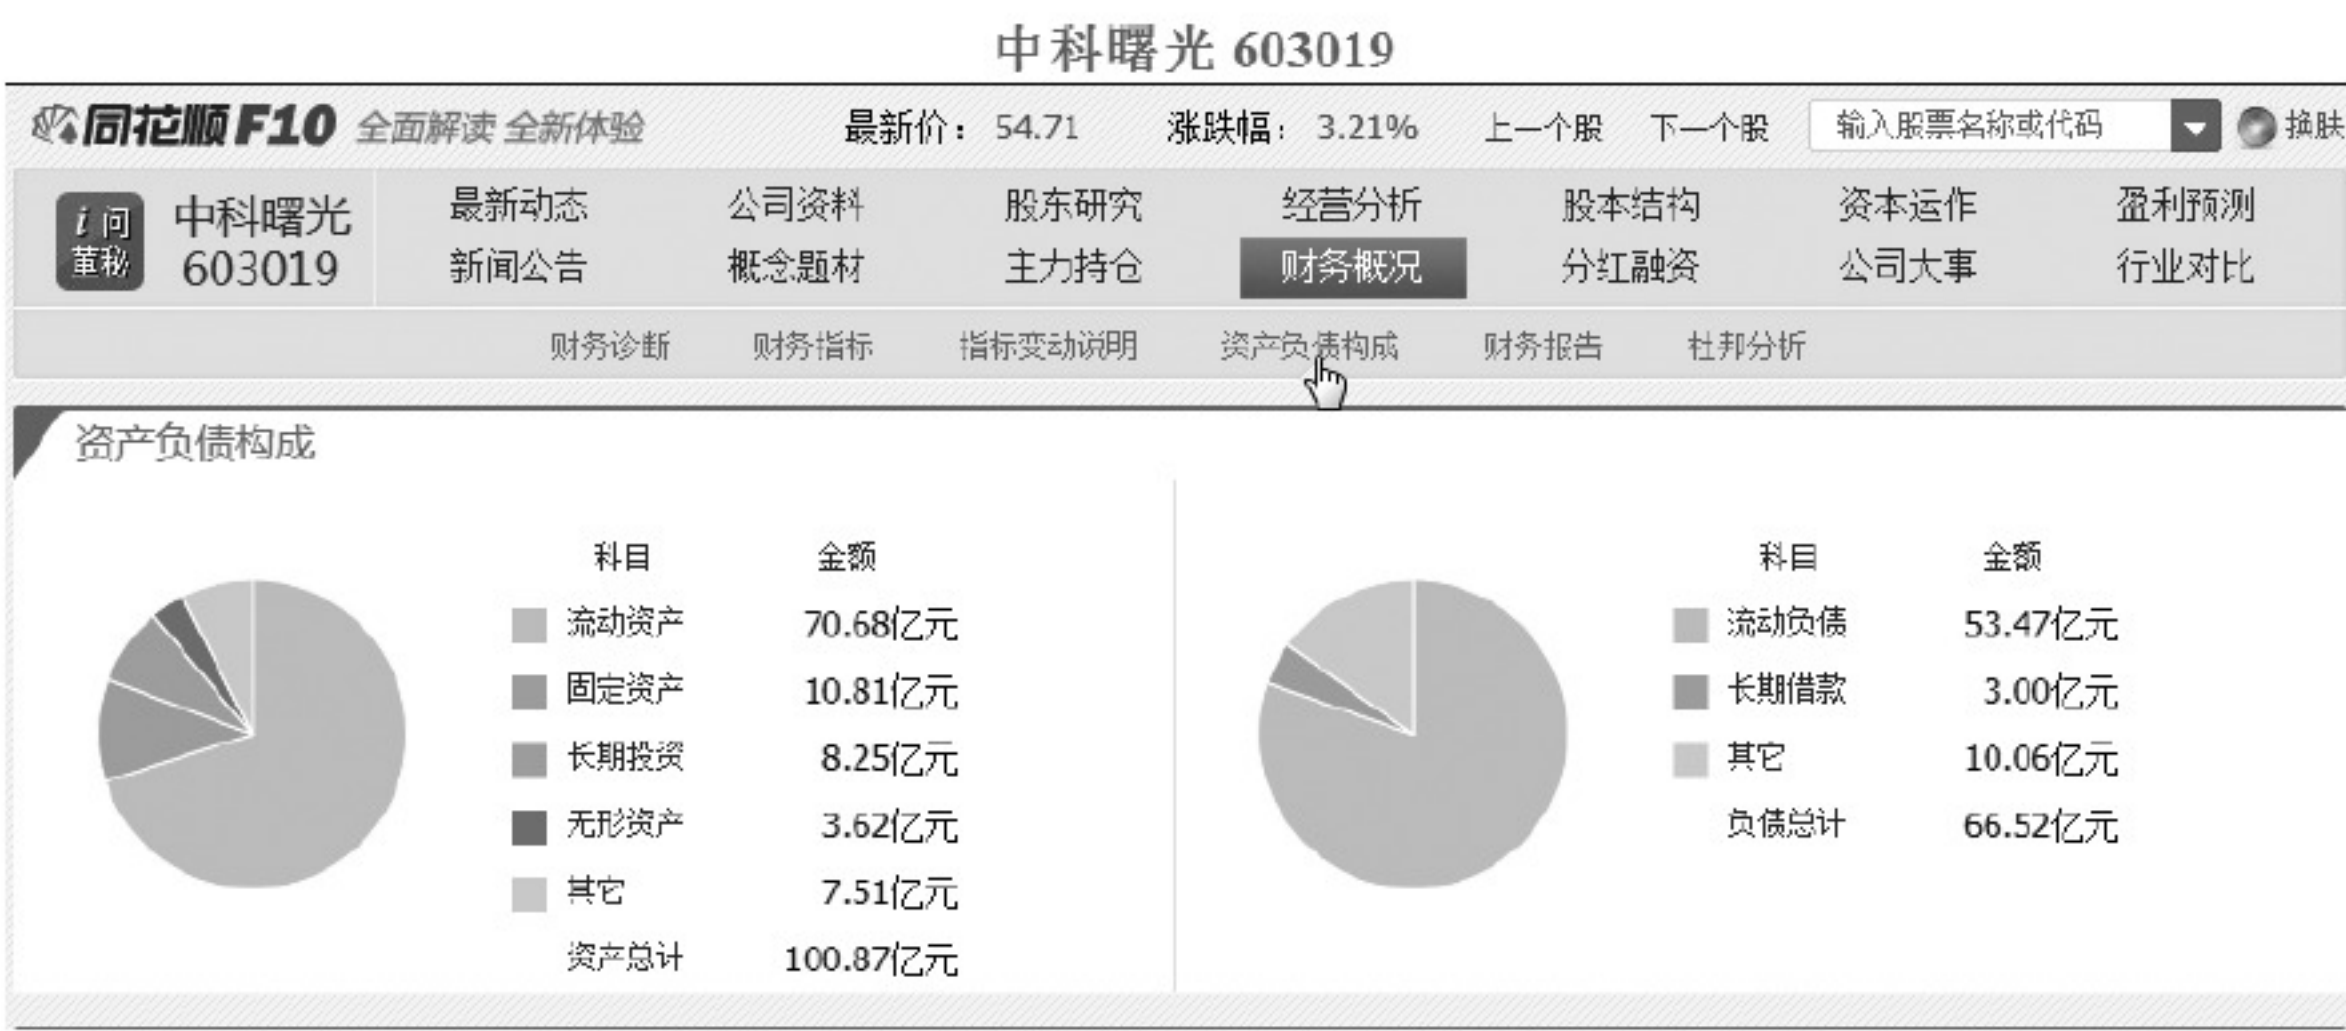 中科曙光 603019
同花顺F10 全面解读 全新体验 最新价： 54.71 涨跌幅： 3.21% 上一个股 下一个股 输入股票名称或代码 换肤
i 问董秘 中科曙光 603019
最新动态 公司资料 股东研究 经营分析 股本结构 资本运作 盈利预测
新闻公告 概念题材 主力持仓 财务概况 分红融资 公司大事 行业对比
财务诊断 财务指标 指标变动说明 资产负债构成 财务报告 杜邦分析
资产负债构成
科目 金额
流动资产 70.68亿元
固定资产 10.81亿元
长期投资 8.25亿元
无形资产 3.62亿元
其它 7.51亿元
资产总计 100.87亿元
科目 金额
流动负债 53.47亿元
长期借款 3.00亿元
其它 10.06亿元
负债总计 66.52亿元